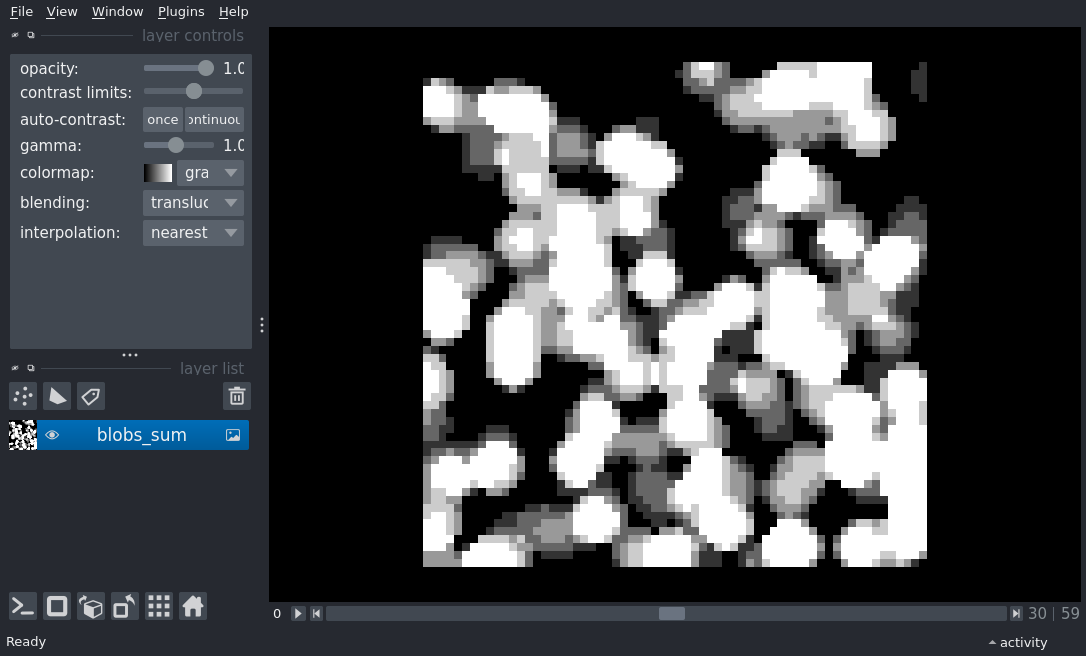 File View Window Plugins Help
layer controls
opacity: 1.0
contrast limits:
auto-contrast: once ontinuou
gamma: 1.0
colormap: gra
blending: transluc
interpolation: nearest
layer list
blobs_sum
0 30 | 59
Ready activity